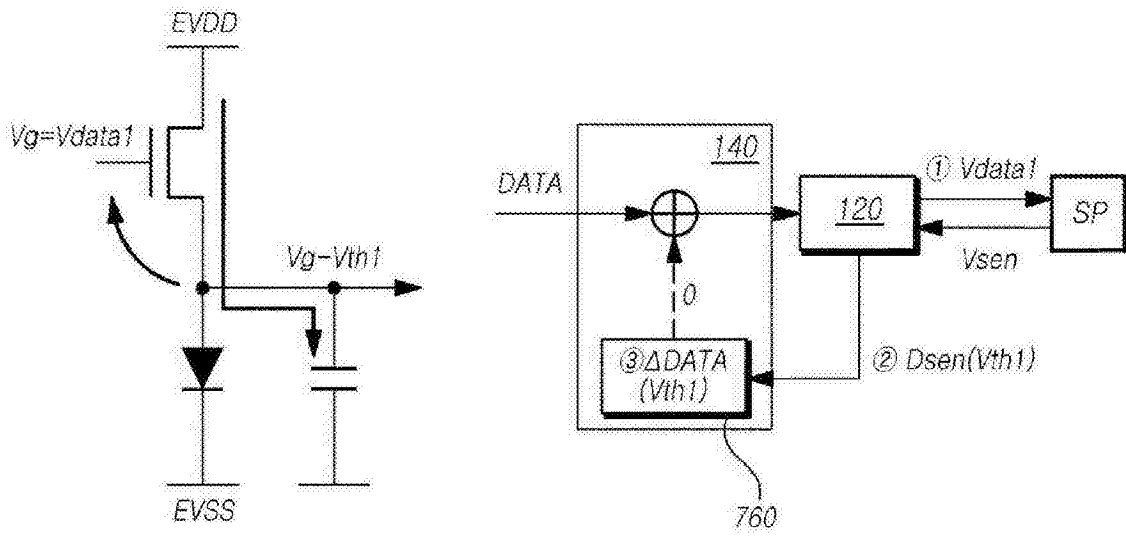 EVDD
Vg=Vdata1
Vg-Vth1
EVSS
140
DATA
0
③ΔDATA
(Vth1)
760
120
① Vdata1
SP
Vsen
② Dsen(Vth1)